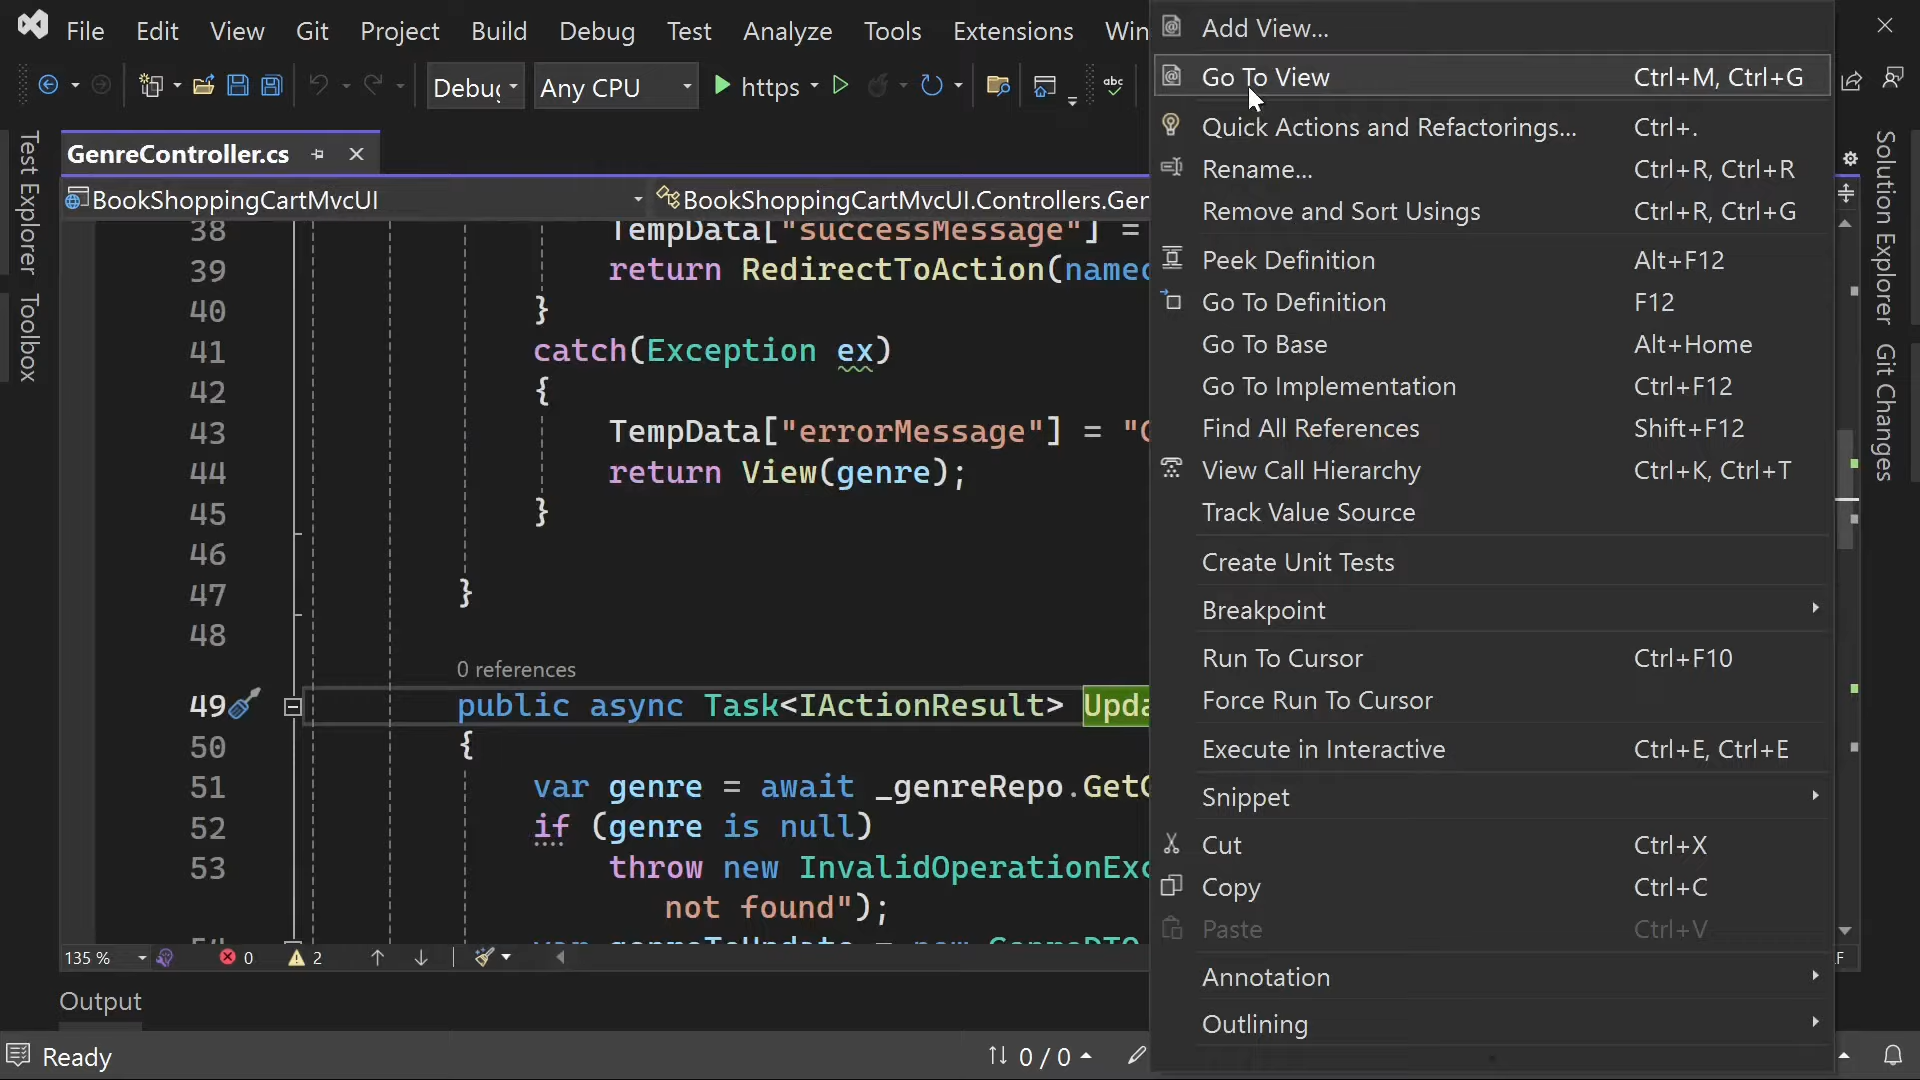 File Edit View Git Project Build Debug Test Analyze Tools Extensions Win
Debug Any CPU https abc
GenreController.cs
BookShoppingCartMvcUI BookShoppingCartMvcUI.Controllers.Gen
Test Explorer
Toolbox
38 TempData["successMessage"] =
39 return RedirectToAction(nameo
40 }
41 catch(Exception ex)
42 {
43 TempData["errorMessage"] = "G
44 return View(genre);
45 }
46
47 }
48
0 references
49 public async Task<IActionResult> Upda
50 {
51 var genre = await _genreRepo.GetG
52 if (genre is null)
53 throw new InvalidOperationExc
not found");
135 % 0 2
Output
Ready 0 / 0
Add View...
Go To View Ctrl+M, Ctrl+G
Quick Actions and Refactorings... Ctrl+.
Rename... Ctrl+R, Ctrl+R
Remove and Sort Usings Ctrl+R, Ctrl+G
Peek Definition Alt+F12
Go To Definition F12
Go To Base Alt+Home
Go To Implementation Ctrl+F12
Find All References Shift+F12
View Call Hierarchy Ctrl+K, Ctrl+T
Track Value Source
Create Unit Tests
Breakpoint
Run To Cursor Ctrl+F10
Force Run To Cursor
Execute in Interactive Ctrl+E, Ctrl+E
Snippet
Cut Ctrl+X
Copy Ctrl+C
Paste Ctrl+V
Annotation
Outlining
Solution Explorer
Git Changes